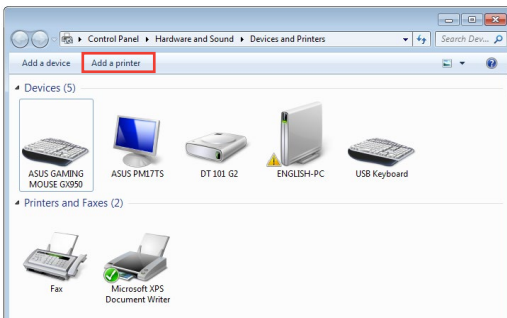 Control Panel ▸ Hardware and Sound ▸ Devices and Printers
Search Dev...
Add a device Add a printer
Devices (5)
ASUS GAMING
MOUSE GX950
ASUS PM17TS
DT 101 G2
ENGLISH-PC
USB Keyboard
Printers and Faxes (2)
Fax
Microsoft XPS
Document Writer